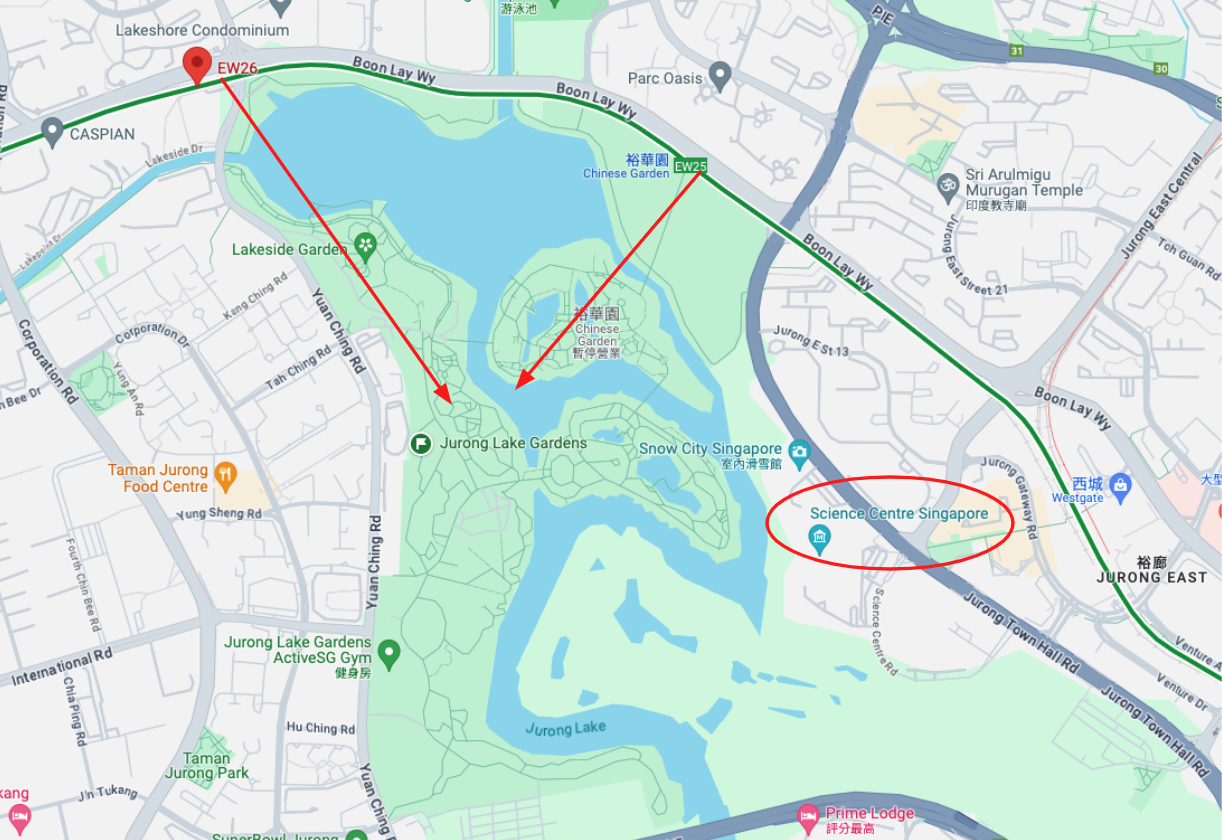 游泳池
Lakeshore Condominium
PIE
31
30
EW26
Boon Lay Wy
Boon Lay Wy
Parc Oasis
CASPIAN
Lakeside Dr
裕華園
Chinese Garden
EW25
Sri Arulmigu
Murugan Temple
印度教寺廟
Jurong East Central
Toh Guan Rd
Lakepoint Dr
Lakeside Garden
Boon Lay Wy
Jurong East Street 21
Kang Ching Rd
Yuan Ching Rd
Corporation Rd
Corporation Dr
Tah Ching Rd
Yung An Rd
裕華園
Chinese
Garden
暫停營業
Jurong E St 13
Boon Lay Wy
Jurong Lake Gardens
Snow City Singapore
室內滑雪館
Jurong Gateway Rd
西城
Westgate
Taman Jurong
Food Centre
Yung Sheng Rd
Science Centre Singapore
Yuan Ching Rd
Fourth Chin Bee Rd
裕廊
JURONG EAST
Science Centre Rd
Jurong Town Hall Rd
Jurong Lake Gardens
ActiveSG Gym
健身房
International Rd
Chia Ping Rd
Venture Dr
Jurong Town Hall Rd
Hu Ching Rd
Jurong Lake
Taman
Jurong Park
J'n Tukang
Yuan Ching
Prime Lodge
評分最高
SuperBowl Jurong